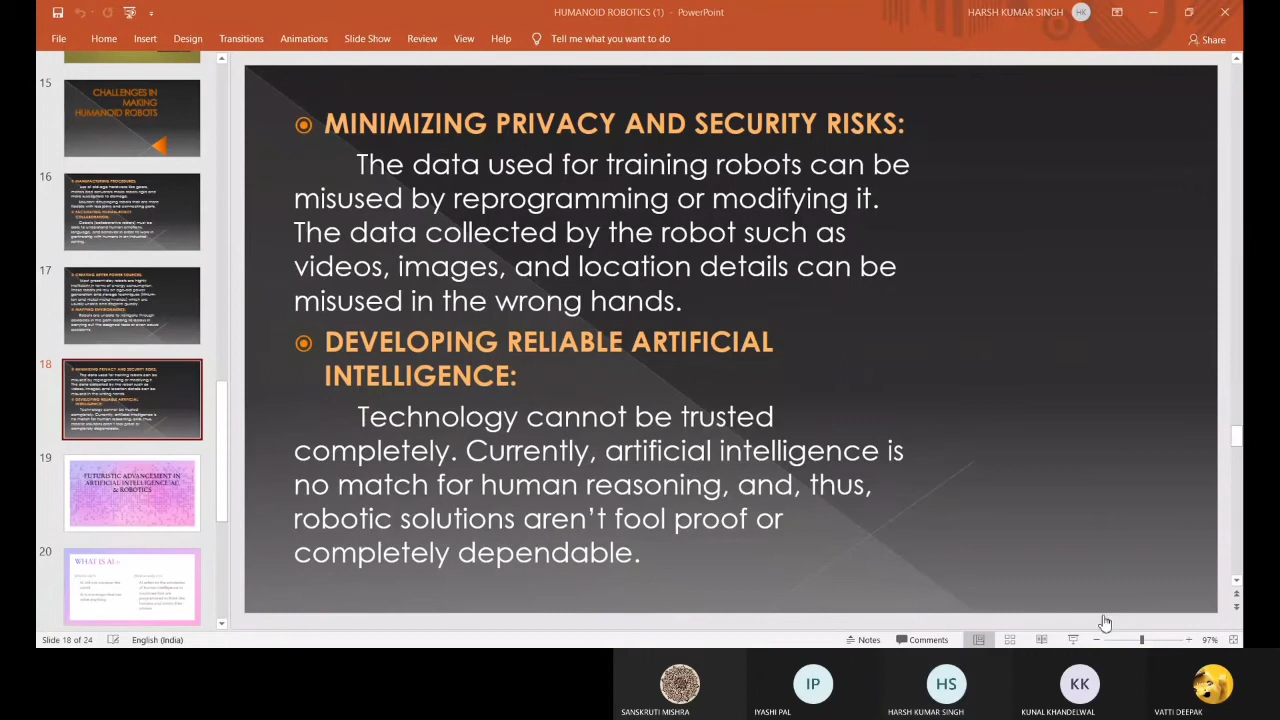 HUMANOID ROBOTICS (1) - PowerPoint
HARSH KUMAR SINGH
HK
File Home Insert Design Transitions Animations Slide Show Review View Help Tell me what you want to do
Share
15
CHALLENGES IN
MAKING
HUMANOID ROBOTS
16
17
18
19
FUTURISTIC ADVANCEMENT IN
ARTIFICIAL INTELLIGENCE(AI)
& ROBOTICS
20
WHAT IS AI :-
MINIMIZING PRIVACY AND SECURITY RISKS:
The data used for training robots can be
misused by reprogramming or modifying it.
The data collected by the robot such as
videos, images, and location details can be
misused in the wrong hands.
DEVELOPING RELIABLE ARTIFICIAL
INTELLIGENCE:
Technology cannot be trusted
completely. Currently, artificial intelligence is
no match for human reasoning, and, thus,
robotic solutions aren't fool proof or
completely dependable.
Slide 18 of 24
English (India)
Notes
Comments
97%
IP
HS
KK
SANSKRUTI MISHRA
IYASHI PAL
HARSH KUMAR SINGH
KUNAL KHANDELWAL
VATTI DEEPAK